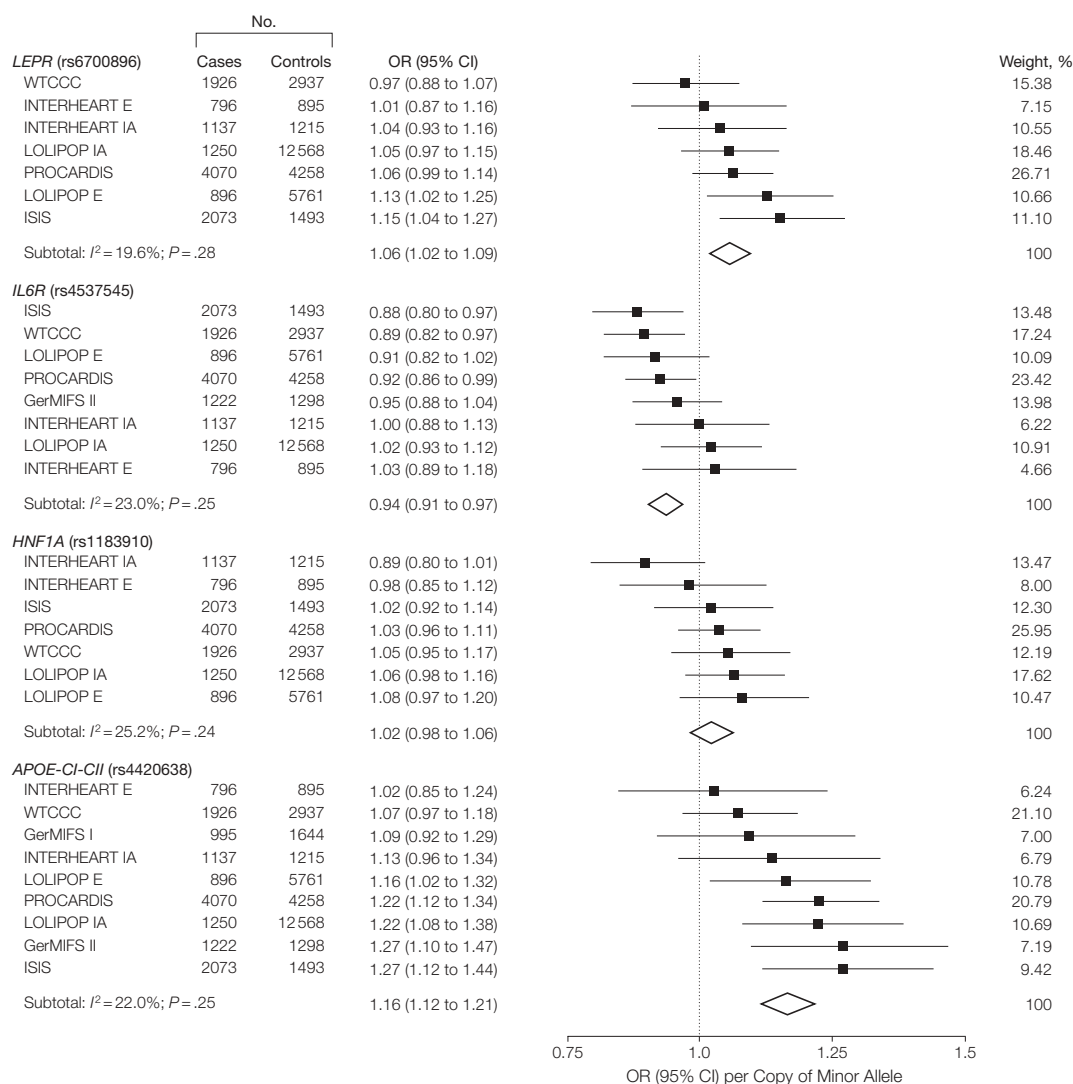 No.
LEPR (rs6700896) Cases Controls OR (95% CI) Weight, %
WTCCC 1926 2937 0.97 (0.88 to 1.07) 15.38
INTERHEART E 796 895 1.01 (0.87 to 1.16) 7.15
INTERHEART IA 1137 1215 1.04 (0.93 to 1.16) 10.55
LOLIPOP IA 1250 12568 1.05 (0.97 to 1.15) 18.46
PROCARDIS 4070 4258 1.06 (0.99 to 1.14) 26.71
LOLIPOP E 896 5761 1.13 (1.02 to 1.25) 10.66
ISIS 2073 1493 1.15 (1.04 to 1.27) 11.10
Subtotal: I² = 19.6%; P = .28 1.06 (1.02 to 1.09) 100
IL6R (rs4537545)
ISIS 2073 1493 0.88 (0.80 to 0.97) 13.48
WTCCC 1926 2937 0.89 (0.82 to 0.97) 17.24
LOLIPOP E 896 5761 0.91 (0.82 to 1.02) 10.09
PROCARDIS 4070 4258 0.92 (0.86 to 0.99) 23.42
GerMIFS II 1222 1298 0.95 (0.88 to 1.04) 13.98
INTERHEART IA 1137 1215 1.00 (0.88 to 1.13) 6.22
LOLIPOP IA 1250 12568 1.02 (0.93 to 1.12) 10.91
INTERHEART E 796 895 1.03 (0.89 to 1.18) 4.66
Subtotal: I² = 23.0%; P = .25 0.94 (0.91 to 0.97) 100
HNF1A (rs1183910)
INTERHEART IA 1137 1215 0.89 (0.80 to 1.01) 13.47
INTERHEART E 796 895 0.98 (0.85 to 1.12) 8.00
ISIS 2073 1493 1.02 (0.92 to 1.14) 12.30
PROCARDIS 4070 4258 1.03 (0.96 to 1.11) 25.95
WTCCC 1926 2937 1.05 (0.95 to 1.17) 12.19
LOLIPOP IA 1250 12568 1.06 (0.98 to 1.16) 17.62
LOLIPOP E 896 5761 1.08 (0.97 to 1.20) 10.47
Subtotal: I² = 25.2%; P = .24 1.02 (0.98 to 1.06) 100
APOE-CI-CII (rs4420638)
INTERHEART E 796 895 1.02 (0.85 to 1.24) 6.24
WTCCC 1926 2937 1.07 (0.97 to 1.18) 21.10
GerMIFS I 995 1644 1.09 (0.92 to 1.29) 7.00
INTERHEART IA 1137 1215 1.13 (0.96 to 1.34) 6.79
LOLIPOP E 896 5761 1.16 (1.02 to 1.32) 10.78
PROCARDIS 4070 4258 1.22 (1.12 to 1.34) 20.79
LOLIPOP IA 1250 12568 1.22 (1.08 to 1.38) 10.69
GerMIFS II 1222 1298 1.27 (1.10 to 1.47) 7.19
ISIS 2073 1493 1.27 (1.12 to 1.44) 9.42
Subtotal: I² = 22.0%; P = .25 1.16 (1.12 to 1.21) 100
0.75 1.0 1.25 1.5
OR (95% CI) per Copy of Minor Allele